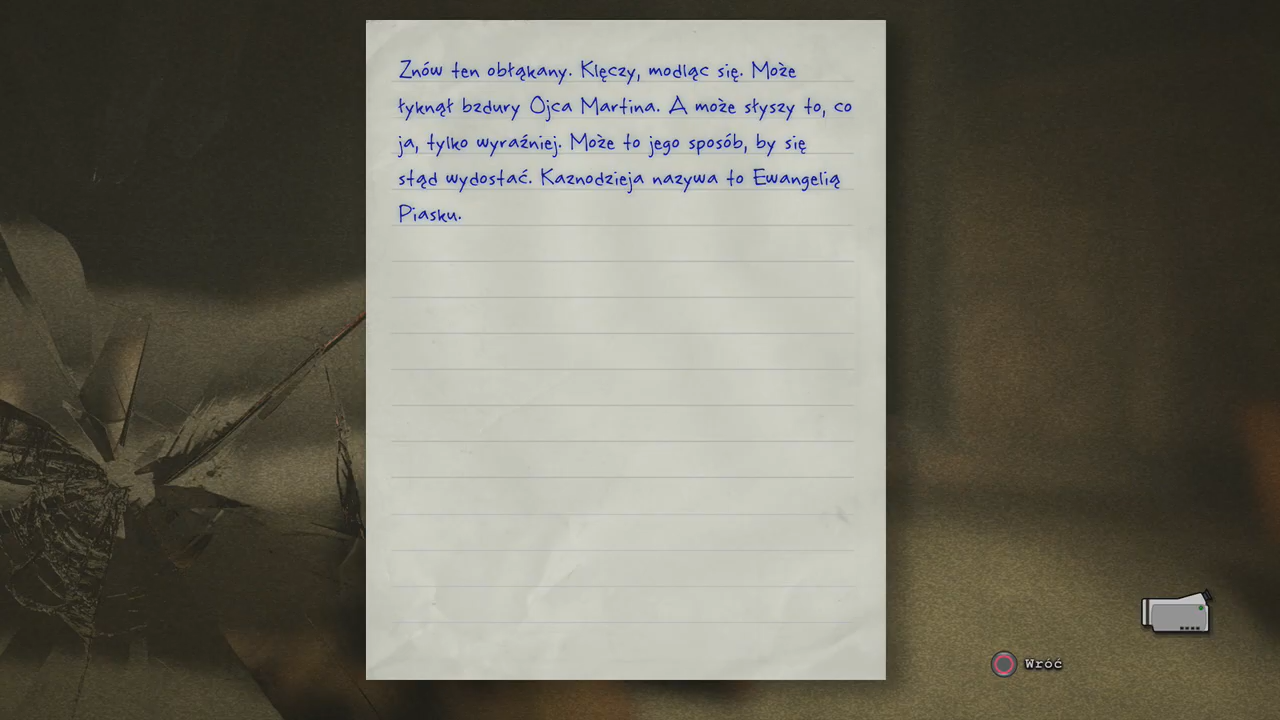 Znów ten obłąkany. Klęczy, modląc się. Może
łyknął bzdury Ojca Martina. A może słyszy to, co
ja, tylko wyraźniej. Może to jego sposób, by się
stąd wydostać. Kaznodzieja nazywa to Ewangelią
Piasku.
Wróć